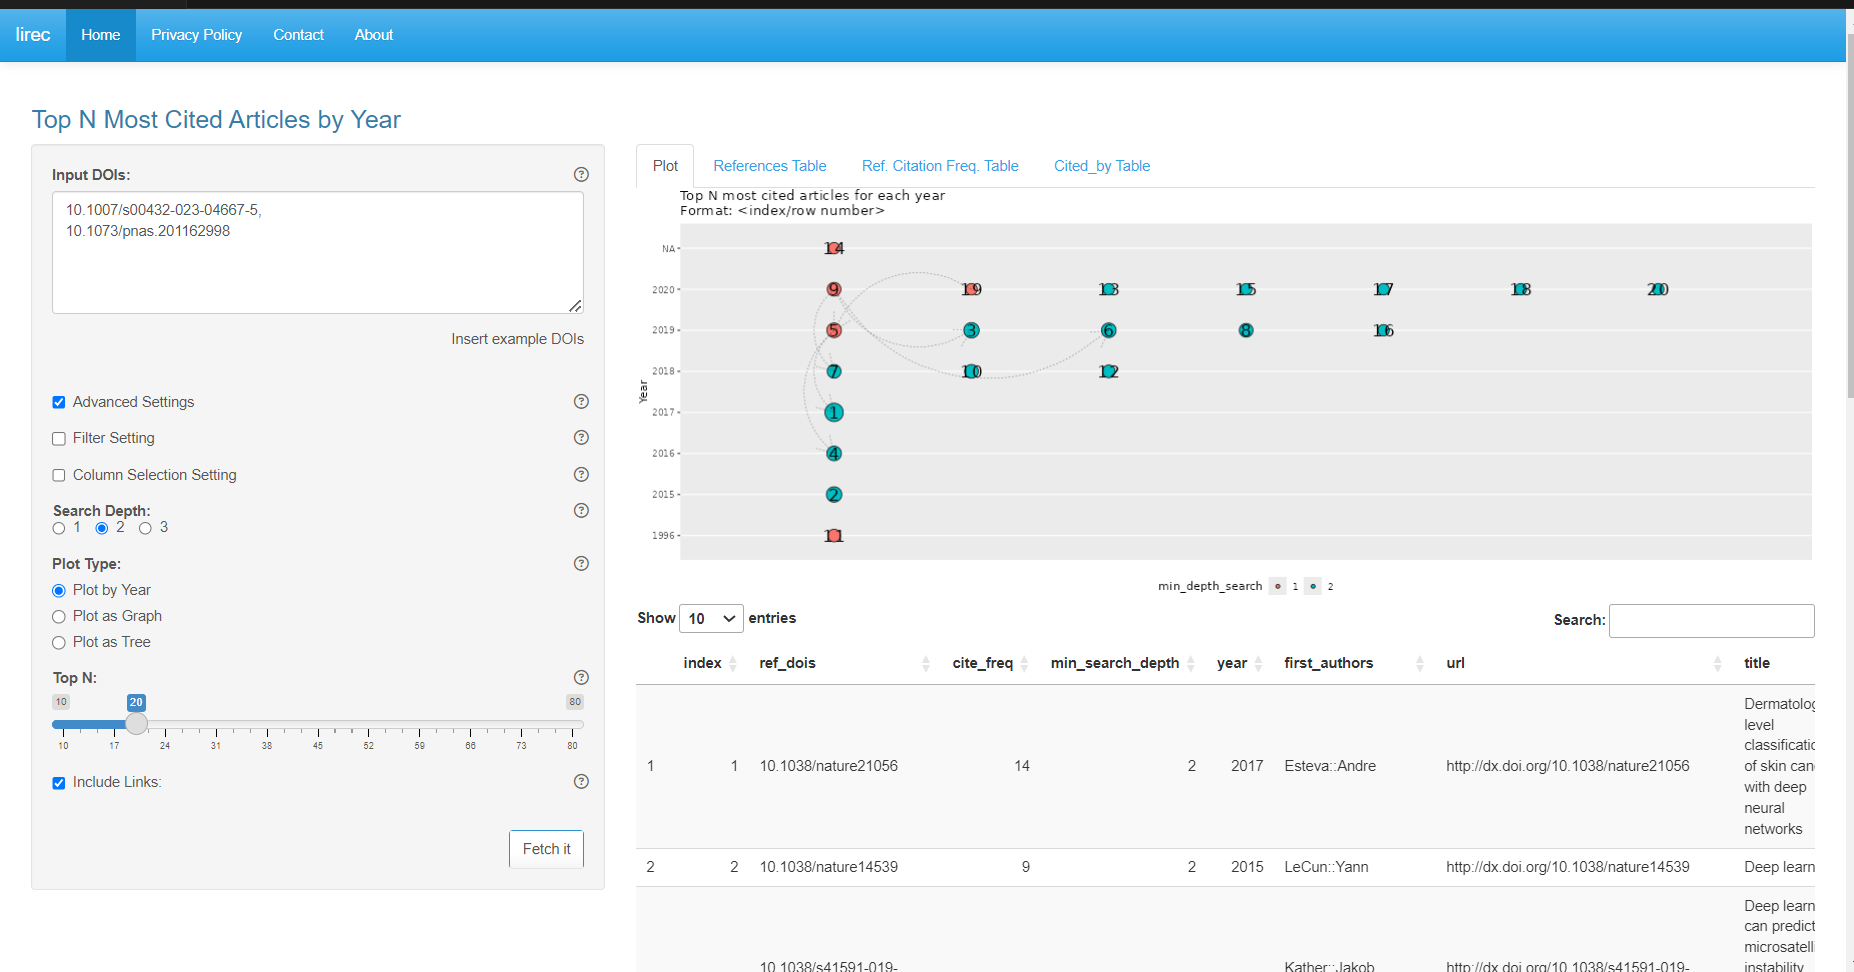 lirec Home Privacy Policy Contact About
Top N Most Cited Articles by Year
Input DOIs:
10.1007/s00432-023-04667-5,
10.1073/pnas.201162998
Insert example DOIs
Advanced Settings
Filter Setting
Column Selection Setting
Search Depth:
1 2 3
Plot Type:
Plot by Year
Plot as Graph
Plot as Tree
Top N:
10 20 80
10 17 24 31 38 45 52 59 66 73 80
Include Links:
Fetch it
Plot References Table Ref. Citation Freq. Table Cited_by Table
Top N most cited articles for each year
Format: <index/row number>
Year
NA 14
2020 9 19 13 15 17 18 20
2019 5 3 6 8 16
2018 7 10 12
2017 1
2016 4
2015 2
1996 11
min_depth_search 1 2
Show 10 entries Search:
index ref_dois cite_freq min_search_depth year first_authors url title
Dermatolog
level
classificatic
of skin can
1 1 10.1038/nature21056 14 2 2017 Esteva::Andre http://dx.doi.org/10.1038/nature21056
with deep
neural
networks
2 2 10.1038/nature14539 9 2 2015 LeCun::Yann http://dx.doi.org/10.1038/nature14539 Deep learn
Deep learn
can predict
microsatell
instability
10.1038/s41591-019- Kather::Jakob http://dx.doi.org/10.1038/s41591-019-